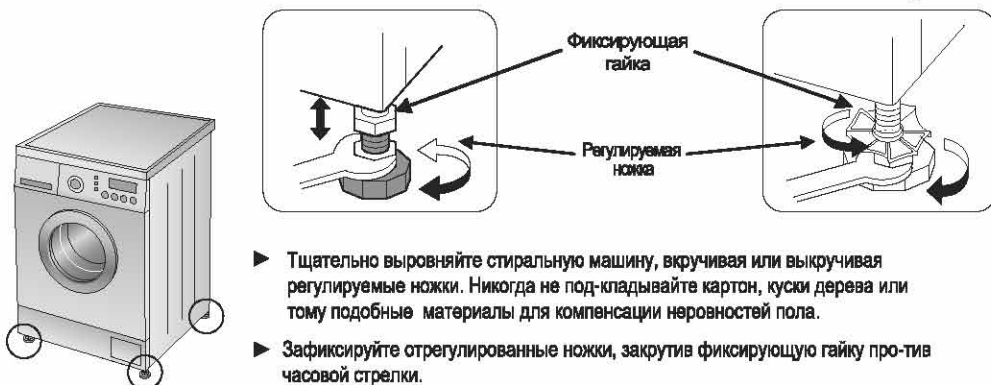 Фиксирующая
гайка
Регулируемая
ножка
► Тщательно выровняйте стиральную машину, вкручивая или выкручивая
регулируемые ножки. Никогда не под-кладывайте картон, куски дерева или
тому подобные материалы для компенсации неровностей пола.
► Зафиксируйте отрегулированные ножки, закрутив фиксирующую гайку про-тив
часовой стрелки.